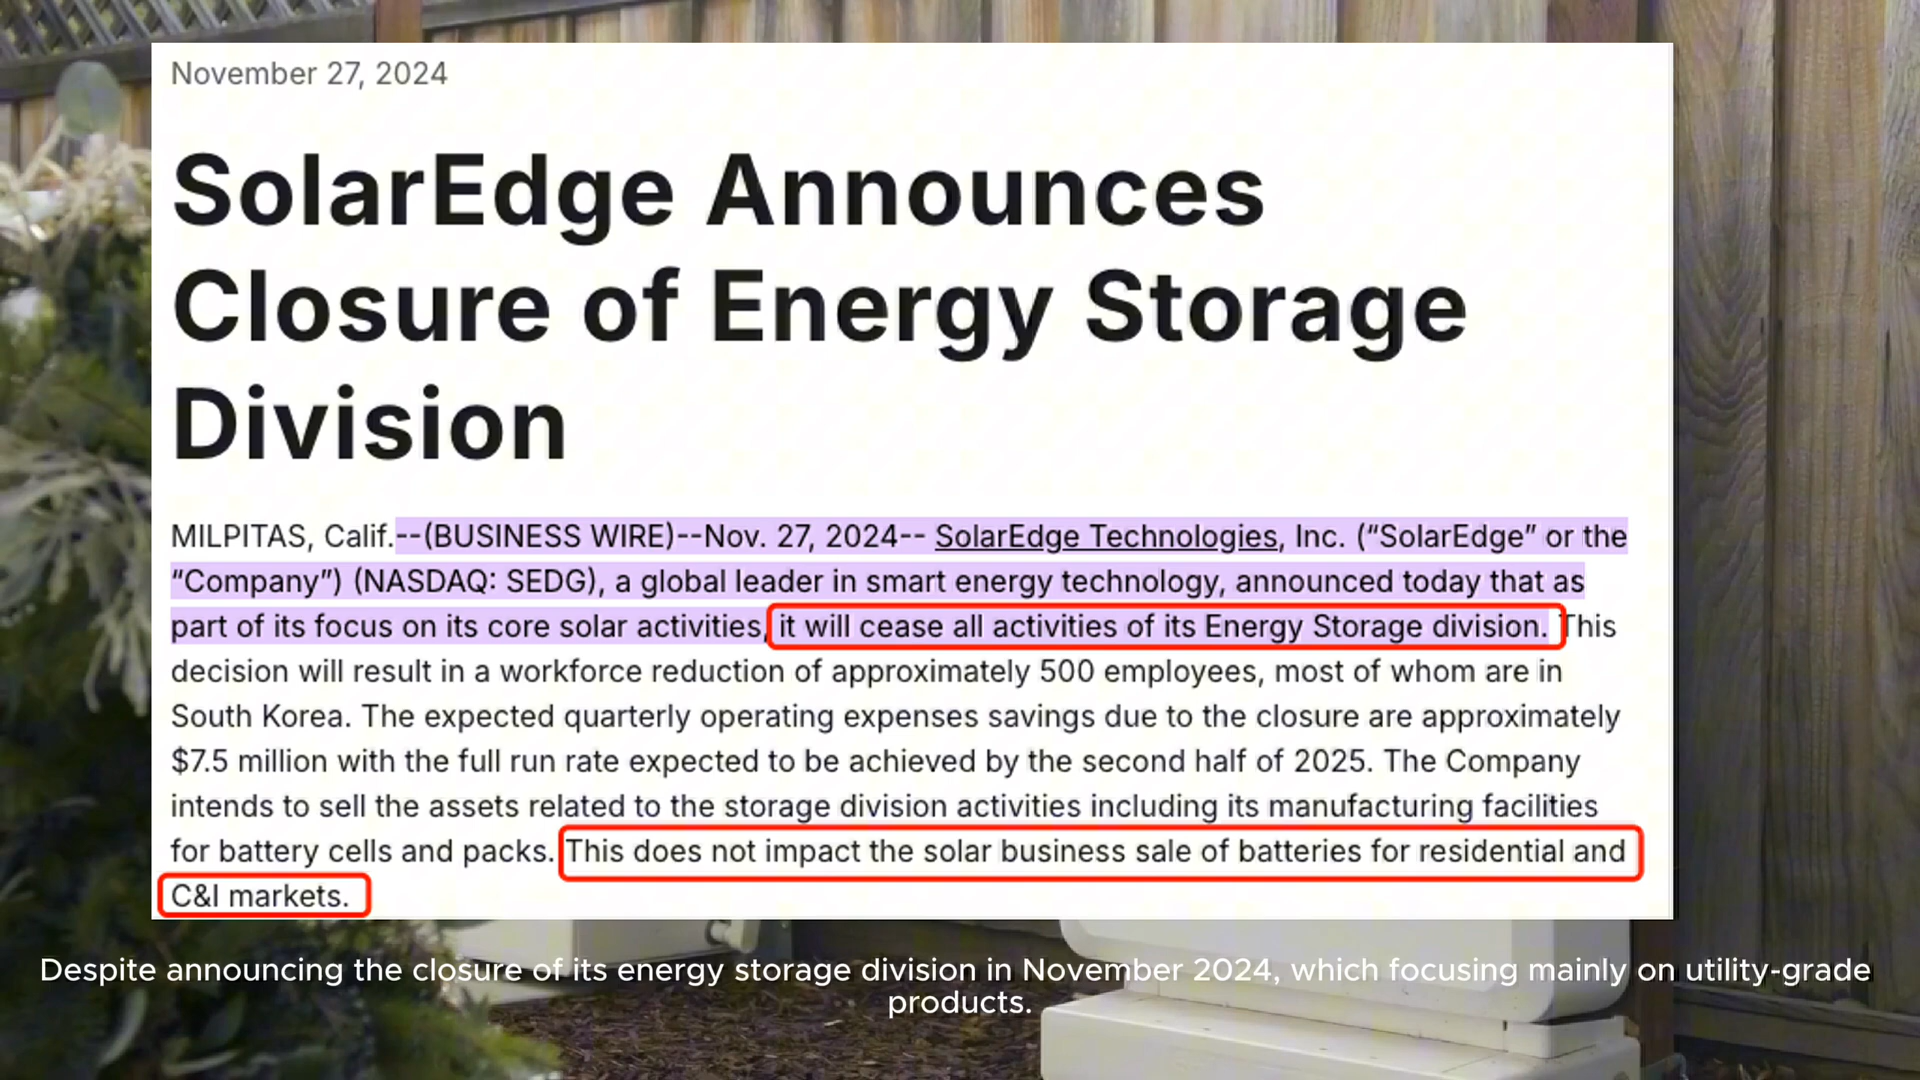 November 27, 2024
SolarEdge Announces
Closure of Energy Storage
Division
MILPITAS, Calif.--(BUSINESS WIRE)--Nov. 27, 2024-- SolarEdge Technologies, Inc. (“SolarEdge” or the
“Company”) (NASDAQ: SEDG), a global leader in smart energy technology, announced today that as
part of its focus on its core solar activities, it will cease all activities of its Energy Storage division. This
decision will result in a workforce reduction of approximately 500 employees, most of whom are in
South Korea. The expected quarterly operating expenses savings due to the closure are approximately
$7.5 million with the full run rate expected to be achieved by the second half of 2025. The Company
intends to sell the assets related to the storage division activities including its manufacturing facilities
for battery cells and packs. This does not impact the solar business sale of batteries for residential and
C&I markets.
Despite announcing the closure of its energy storage division in November 2024, which focusing mainly on utility-grade
products.